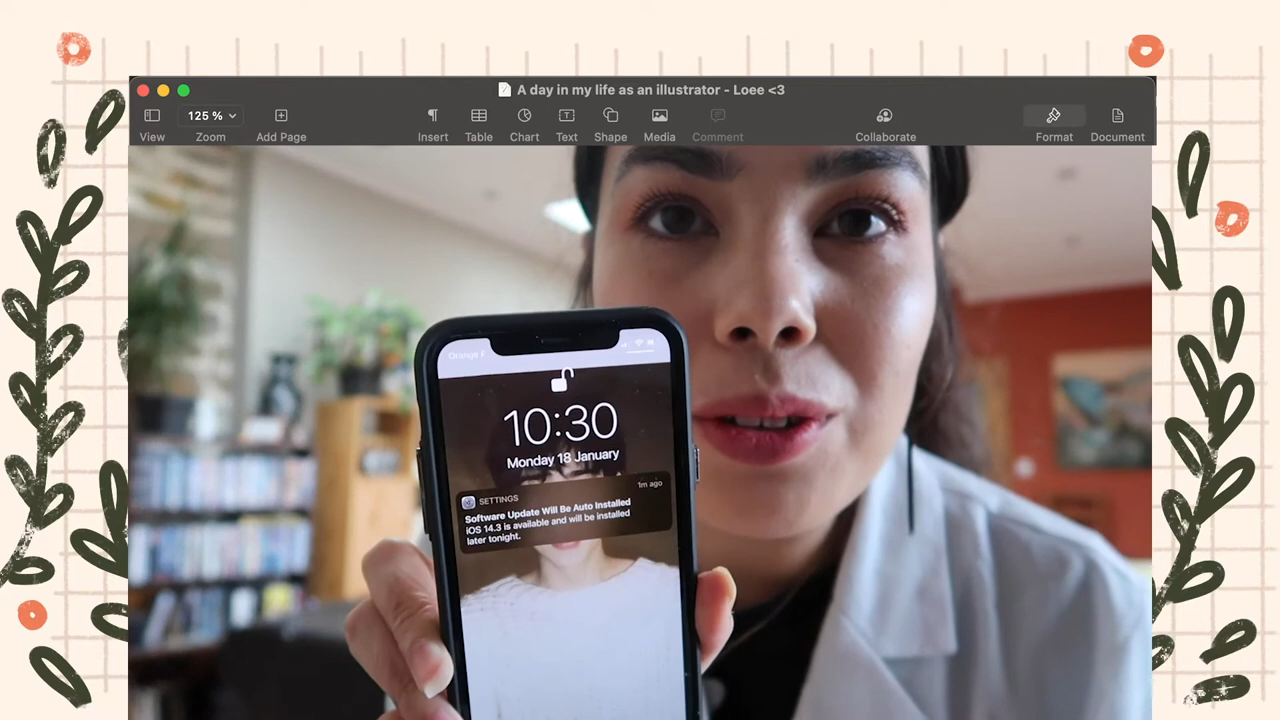 A day in my life as an illustrator - Loee <3
125 %
View Zoom Add Page Insert Table Chart Text Shape Media Comment Collaborate Format Document
Orange F
10:30
Monday 18 January
SETTINGS 1m ago
Software Update Will Be Auto Installed
iOS 14.3 is available and will be installed
later tonight.